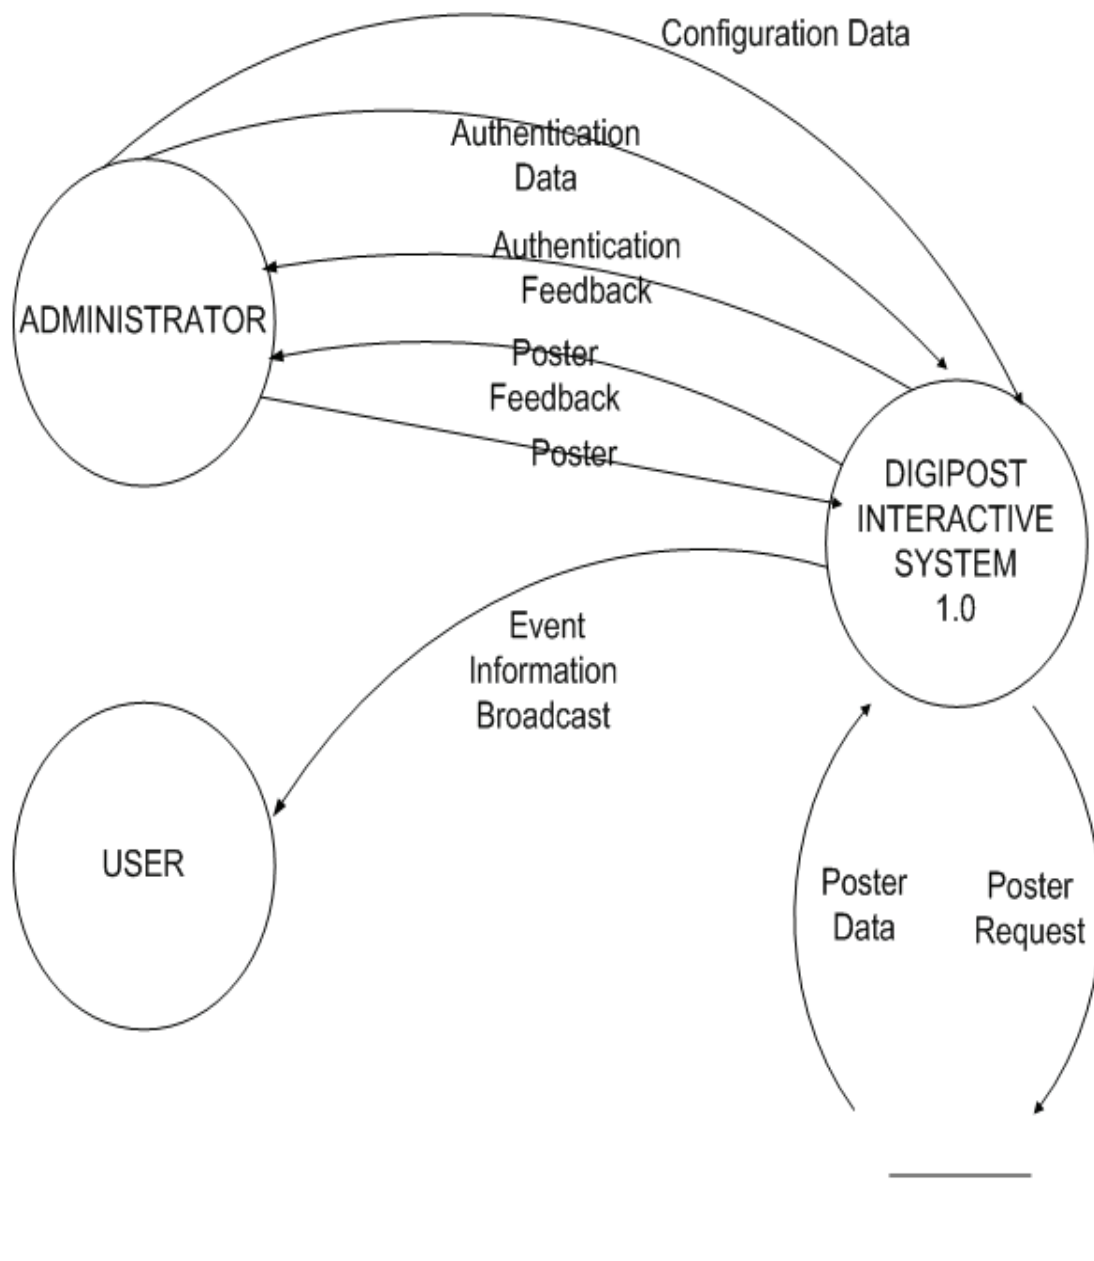 Configuration Data
Authentication
Data
Authentication
Feedback
ADMINISTRATOR
Poster
Feedback
Poster
DIGIPOST
INTERACTIVE
SYSTEM
1.0
Event
Information
Broadcast
USER
Poster
Data
Poster
Request